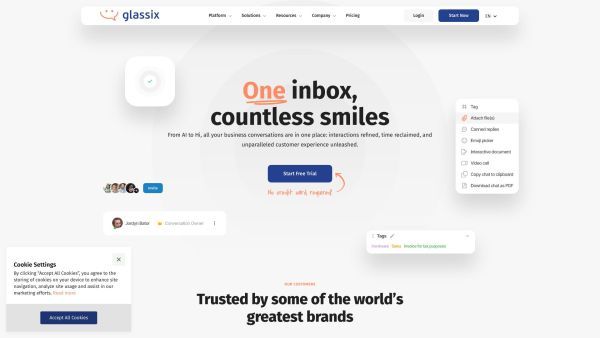 glassix
Platform
Solutions
Resources
Company
Pricing
Login
Start Now
EN
One inbox,
countless smiles
From AI to Hi, all your business conversations are in one place: interactions refined, time reclaimed, and
unparalleled customer experience unleashed.
Start Free Trial
No credit card required
Tag
Attach file(s)
Canned replies
Emoji picker
Interactive document
Video call
Copy chat to clipboard
Download chat as PDF
Invite
Jordyn Bator
Conversation Owner
Tags
Hardware Sales Invoice for tax purposes
Cookie Settings
By clicking "Accept All Cookies", you agree to the
storing of cookies on your device to enhance site
navigation, analyze site usage and assist in our
marketing efforts. Read more
Accept All Cookies
OUR CUSTOMERS
Trusted by some of the world's
greatest brands